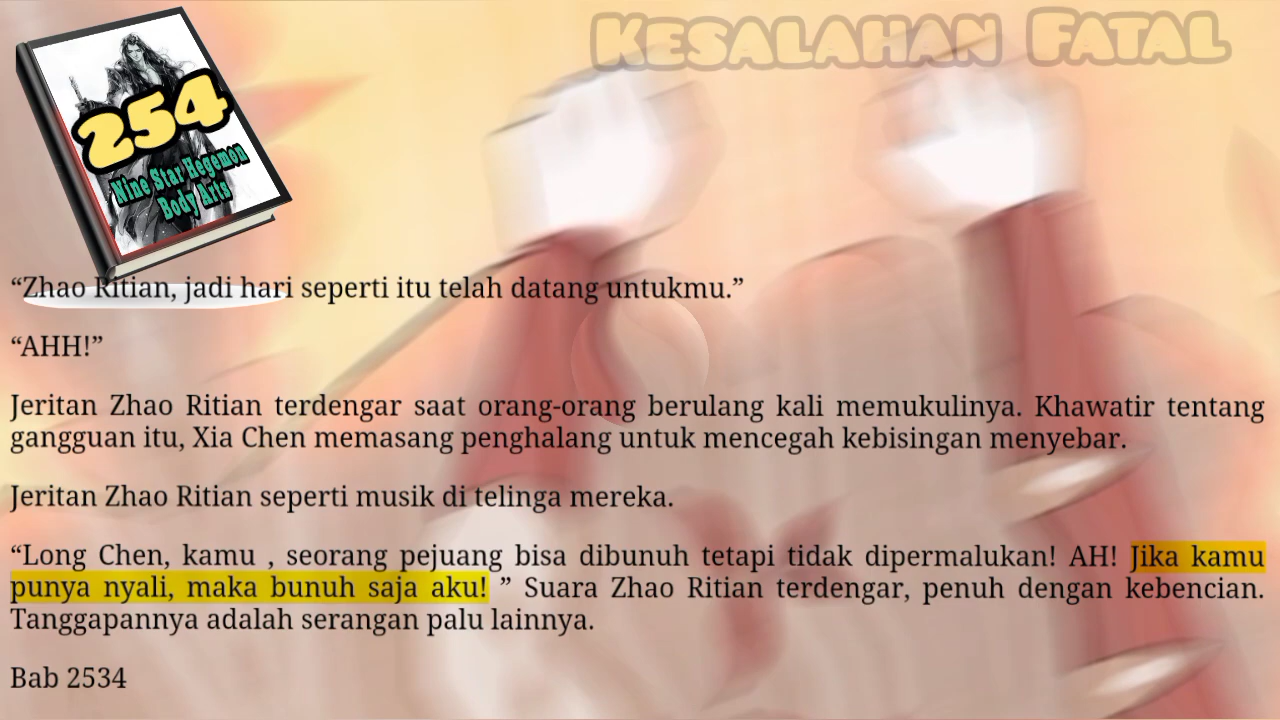 Kesalahan Fatal
254
Nine Star Hegemon
Body Arts
“Zhao Ritian, jadi hari seperti itu telah datang untukmu.”
“AHH!”
Jeritan Zhao Ritian terdengar saat orang-orang berulang kali memukulinya. Khawatir tentang
gangguan itu, Xia Chen memasang penghalang untuk mencegah kebisingan menyebar.
Jeritan Zhao Ritian seperti musik di telinga mereka.
“Long Chen, kamu , seorang pejuang bisa dibunuh tetapi tidak dipermalukan! AH! Jika kamu
punya nyali, maka bunuh saja aku! ” Suara Zhao Ritian terdengar, penuh dengan kebencian.
Tanggapannya adalah serangan palu lainnya.
Bab 2534